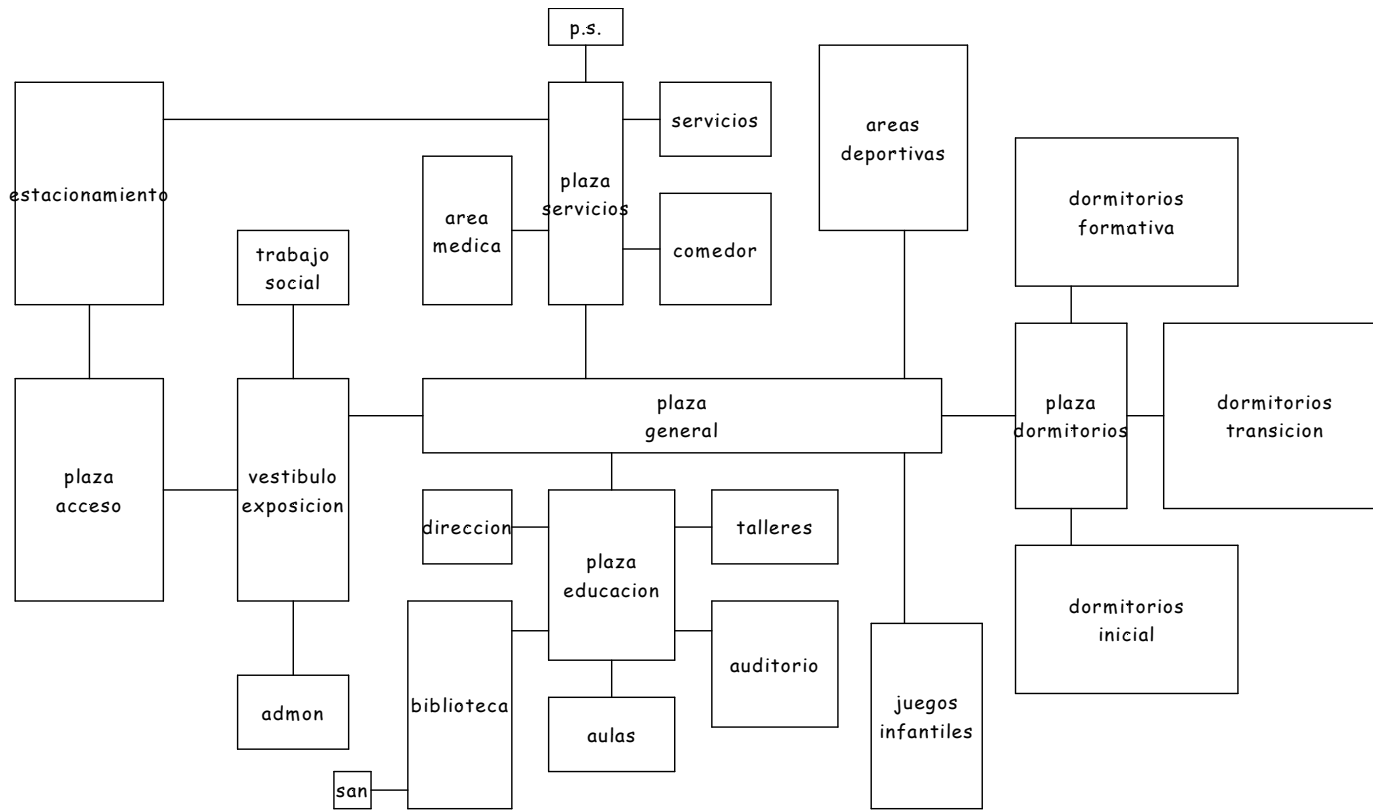 p.s.
estacionamiento
plaza
servicios
servicios
areas
deportivas
area
medica
comedor
dormitorios
formativa
trabajo
social
plaza
acceso
vestibulo
exposicion
plaza
general
plaza
dormitorios
dormitorios
transicion
direccion
plaza
educacion
talleres
biblioteca
auditorio
dormitorios
inicial
admon
aulas
juegos
infantiles
san